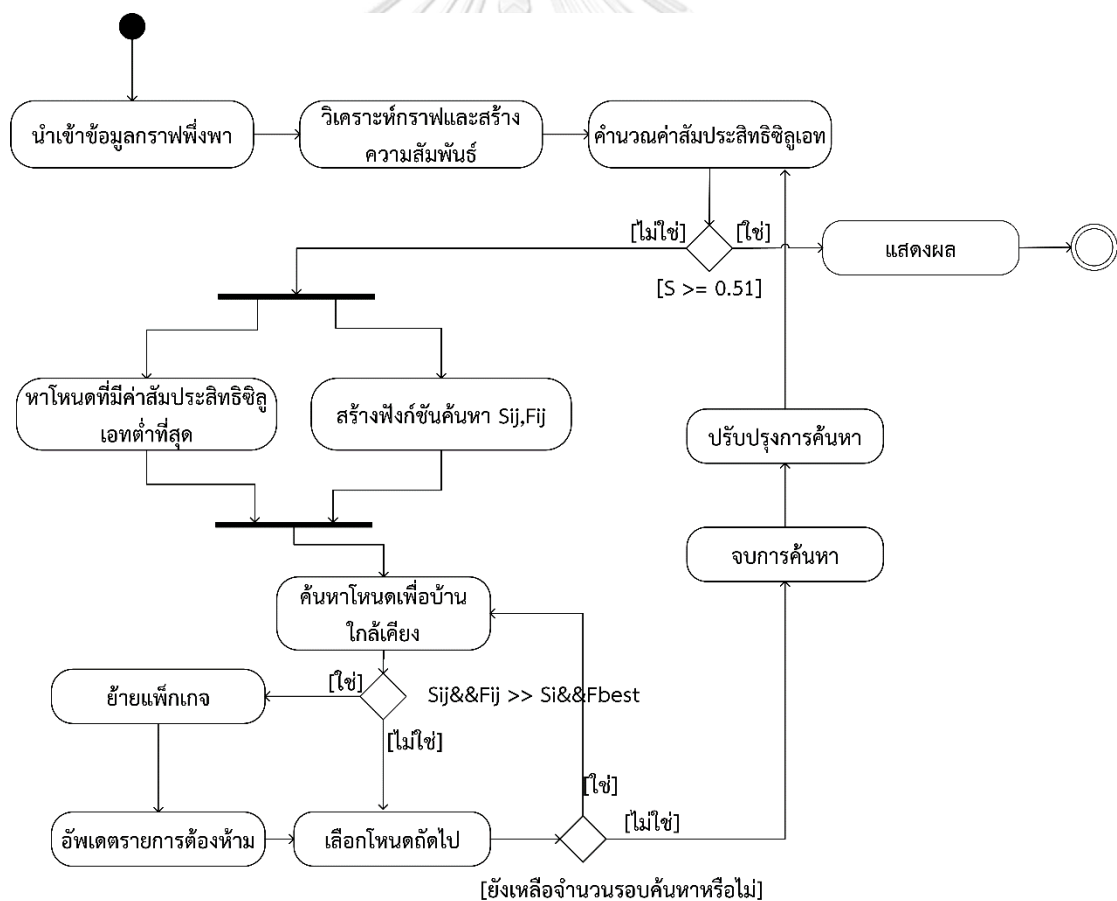 นำเข้าข้อมูลกราฟพึ่งพา
วิเคราะห์กราฟและสร้าง
ความสัมพันธ์
คำนวณค่าสัมประสิทธิซิลูเอท
[ไม่ใช่]
[ใช่]
แสดงผล
[S >= 0.51]
หาโหนดที่มีค่าสัมประสิทธิซิลู
เอทต่ำที่สุด
สร้างฟังก์ชันค้นหา Sij,Fij
ปรับปรุงการค้นหา
จบการค้นหา
ค้นหาโหนดเพื่อบ้าน
ใกล้เคียง
[ใช่]
ย้ายแพ็กเกจ
Sij&&Fij >> Si&&Fbest
[ไม่ใช่]
[ใช่]
อัพเดตรายการต้องห้าม
เลือกโหนดถัดไป
[ไม่ใช่]
[ยังเหลือจำนวนรอบค้นหาหรือไม่]